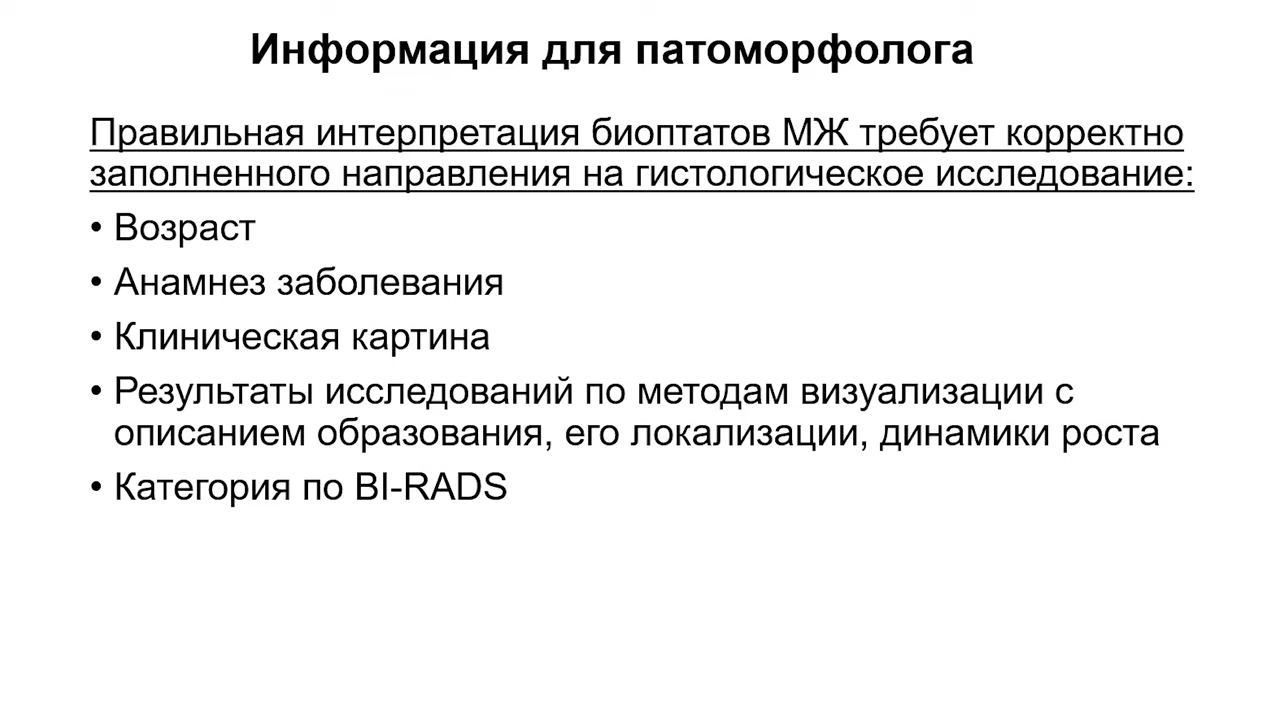 Информация для патоморфолога
Правильная интерпретация биоптатов МЖ требует корректно
заполненного направления на гистологическое исследование:
• Возраст
• Анамнез заболевания
• Клиническая картина
• Результаты исследований по методам визуализации с
описанием образования, его локализации, динамики роста
• Категория по BI-RADS